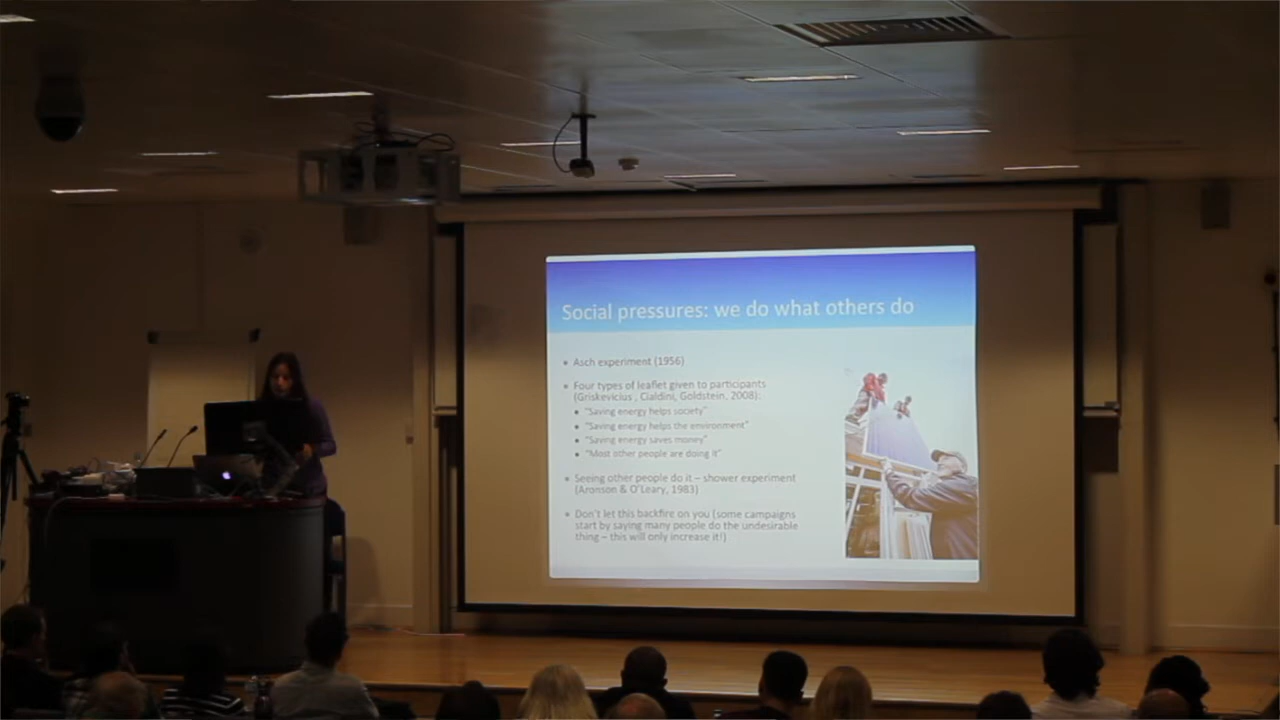 Social pressures: we do what others do
• Asch experiment (1956)
• Four types of leaflet given to participants
(Griskevicius , Cialdini, Goldstein, 2008):
• "Saving energy helps society"
• "Saving energy helps the environment"
• "Saving energy saves money"
• "Most other people are doing it"
• Seeing other people do it – shower experiment
(Aronson & O'Leary, 1983)
• Don't let this backfire on you (some campaigns
start by saying many people do the undesirable
thing – this will only increase it!)